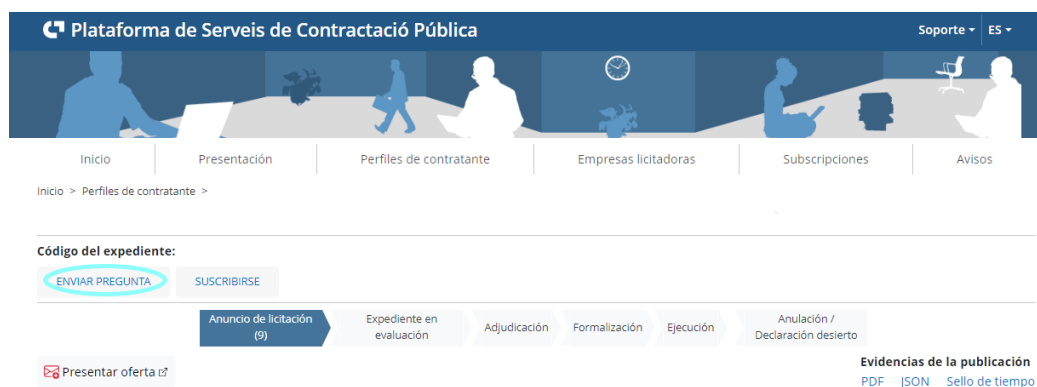 Plataforma de Serveis de Contractació Pública
Soporte ES
Inicio Presentación Perfiles de contratante Empresas licitadoras Subscripciones Avisos
Inicio > Perfiles de contratante >
Código del expediente:
ENVIAR PREGUNTA SUSCRIBIRSE
Anuncio de licitación (9) Expediente en evaluación Adjudicación Formalización Ejecución Anulación / Declaración desierto
Presentar oferta
Evidencias de la publicación
PDF JSON Sello de tiempo